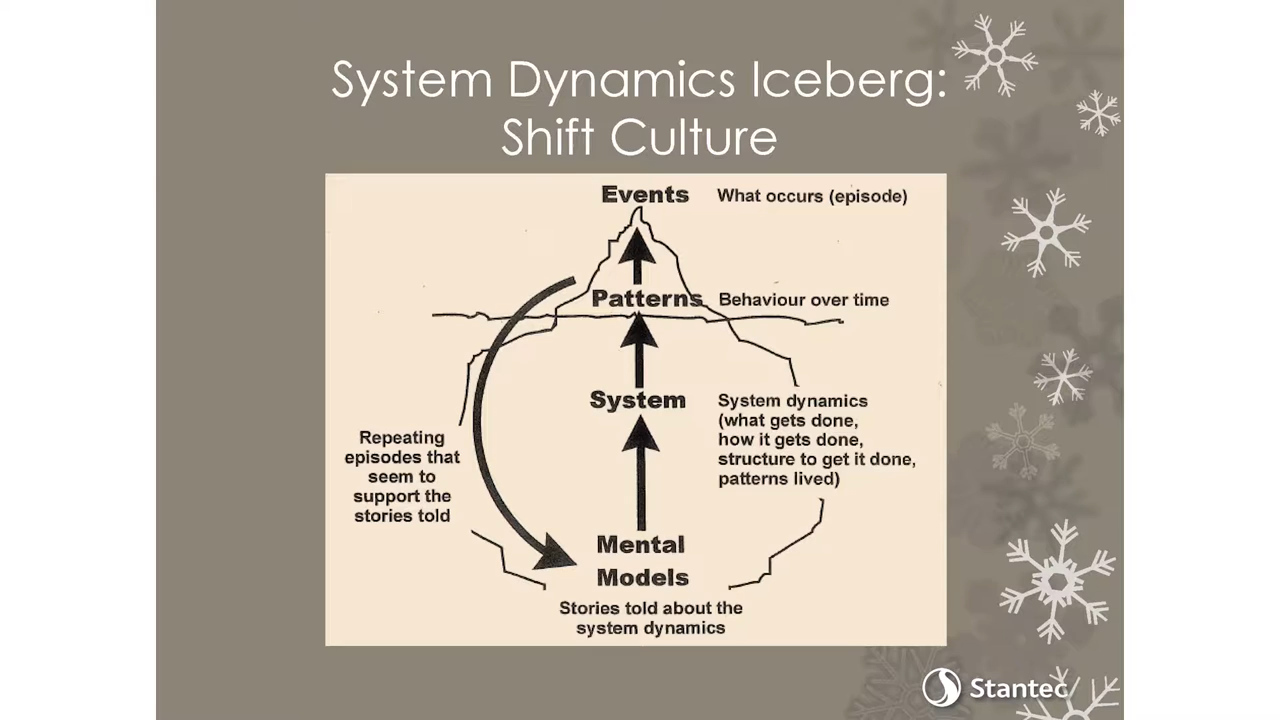 System Dynamics Iceberg:
Shift Culture
Events
What occurs (episode)
Patterns
Behaviour over time
System
System dynamics
(what gets done,
how it gets done,
structure to get it done,
patterns lived)
Repeating
episodes that
seem to
support the
stories told
Mental
Models
Stories told about the
system dynamics
Stantec